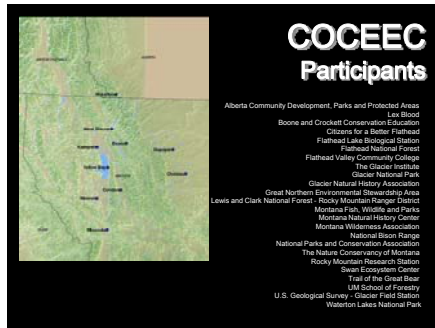 COCEEC
Participants
Alberta Community Development, Parks and Protected Areas
Lex Blood
Boone and Crockett Conservation Education
Citizens for a Better Flathead
Flathead Lake Biological Station
Flathead National Forest
Flathead Valley Community College
The Glacier Institute
Glacier National Park
Glacier Natural History Association
Great Northern Environmental Stewardship Area
Lewis and Clark National Forest - Rocky Mountain Ranger District
Montana Fish, Wildlife and Parks
Montana Natural History Center
Montana Wilderness Association
National Bison Range
National Parks and Conservation Association
The Nature Conservancy of Montana
Rocky Mountain Research Station
Swan Ecosystem Center
Trail of the Great Bear
UM School of Forestry
U.S. Geological Survey - Glacier Field Station
Waterton Lakes National Park